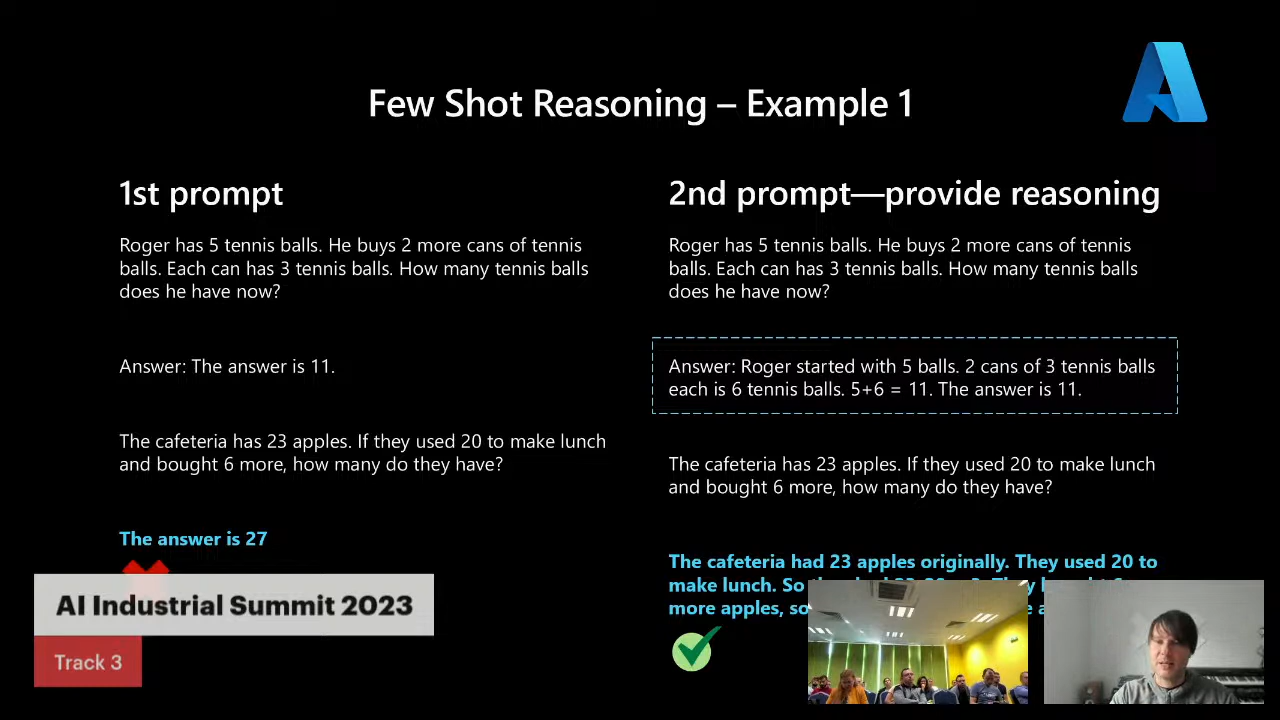 Few Shot Reasoning – Example 1
1st prompt
Roger has 5 tennis balls. He buys 2 more cans of tennis
balls. Each can has 3 tennis balls. How many tennis balls
does he have now?
Answer: The answer is 11.
The cafeteria has 23 apples. If they used 20 to make lunch
and bought 6 more, how many do they have?
The answer is 27
2nd prompt—provide reasoning
Roger has 5 tennis balls. He buys 2 more cans of tennis
balls. Each can has 3 tennis balls. How many tennis balls
does he have now?
Answer: Roger started with 5 balls. 2 cans of 3 tennis balls
each is 6 tennis balls. 5+6 = 11. The answer is 11.
The cafeteria has 23 apples. If they used 20 to make lunch
and bought 6 more, how many do they have?
The cafeteria had 23 apples originally. They used 20 to
make lunch. So
more apples, so
AI Industrial Summit 2023
Track 3